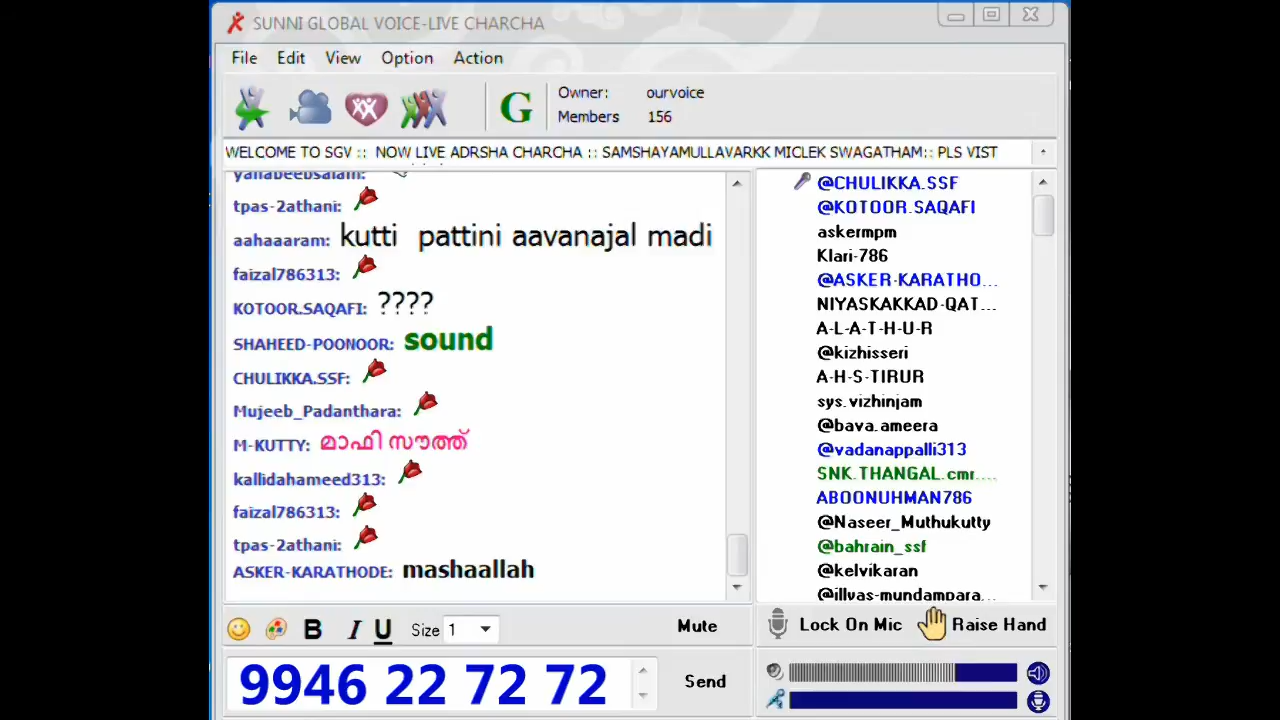 SUNNI GLOBAL VOICE-LIVE CHARCHA
File Edit View Option Action
G Owner: ourvoice
Members 156
WELCOME TO SGV :: NOW LIVE ADRSHA CHARCHA :: SAMSHAYAMULLAVARKK MICLEK SWAGATHAM:: PLS VIST
yanabeebsalam:
tpas-2athani:
aahaaaram: kutti pattini aavanajal madi
faizal786313:
KOTOOR.SAQAFI: ????
SHAHEED-POONOOR: sound
CHULIKKA.SSF:
Mujeeb_Padanthara:
M-KUTTY: മാഫി സൗത്ത്
kallidahameed313:
faizal786313:
tpas-2athani:
ASKER-KARATHODE: mashaallah
@CHULIKKA.SSF
@KOTOOR.SAQAFI
askermpm
Klari-786
@ASKER-KARATHO...
NIYASKAKKAD-QAT...
A-L-A-T-H-U-R
@kizhisseri
A-H-S-TIRUR
sys.vizhinjam
@bava.ameera
@vadanappalli313
SNK.THANGAL.cmr....
ABOONUHMAN786
@Naseer_Muthukutty
@bahrain_ssf
@kelvikaran
@illyas-mundampara...
B I U Size 1 Mute
Lock On Mic Raise Hand
9946 22 72 72 Send